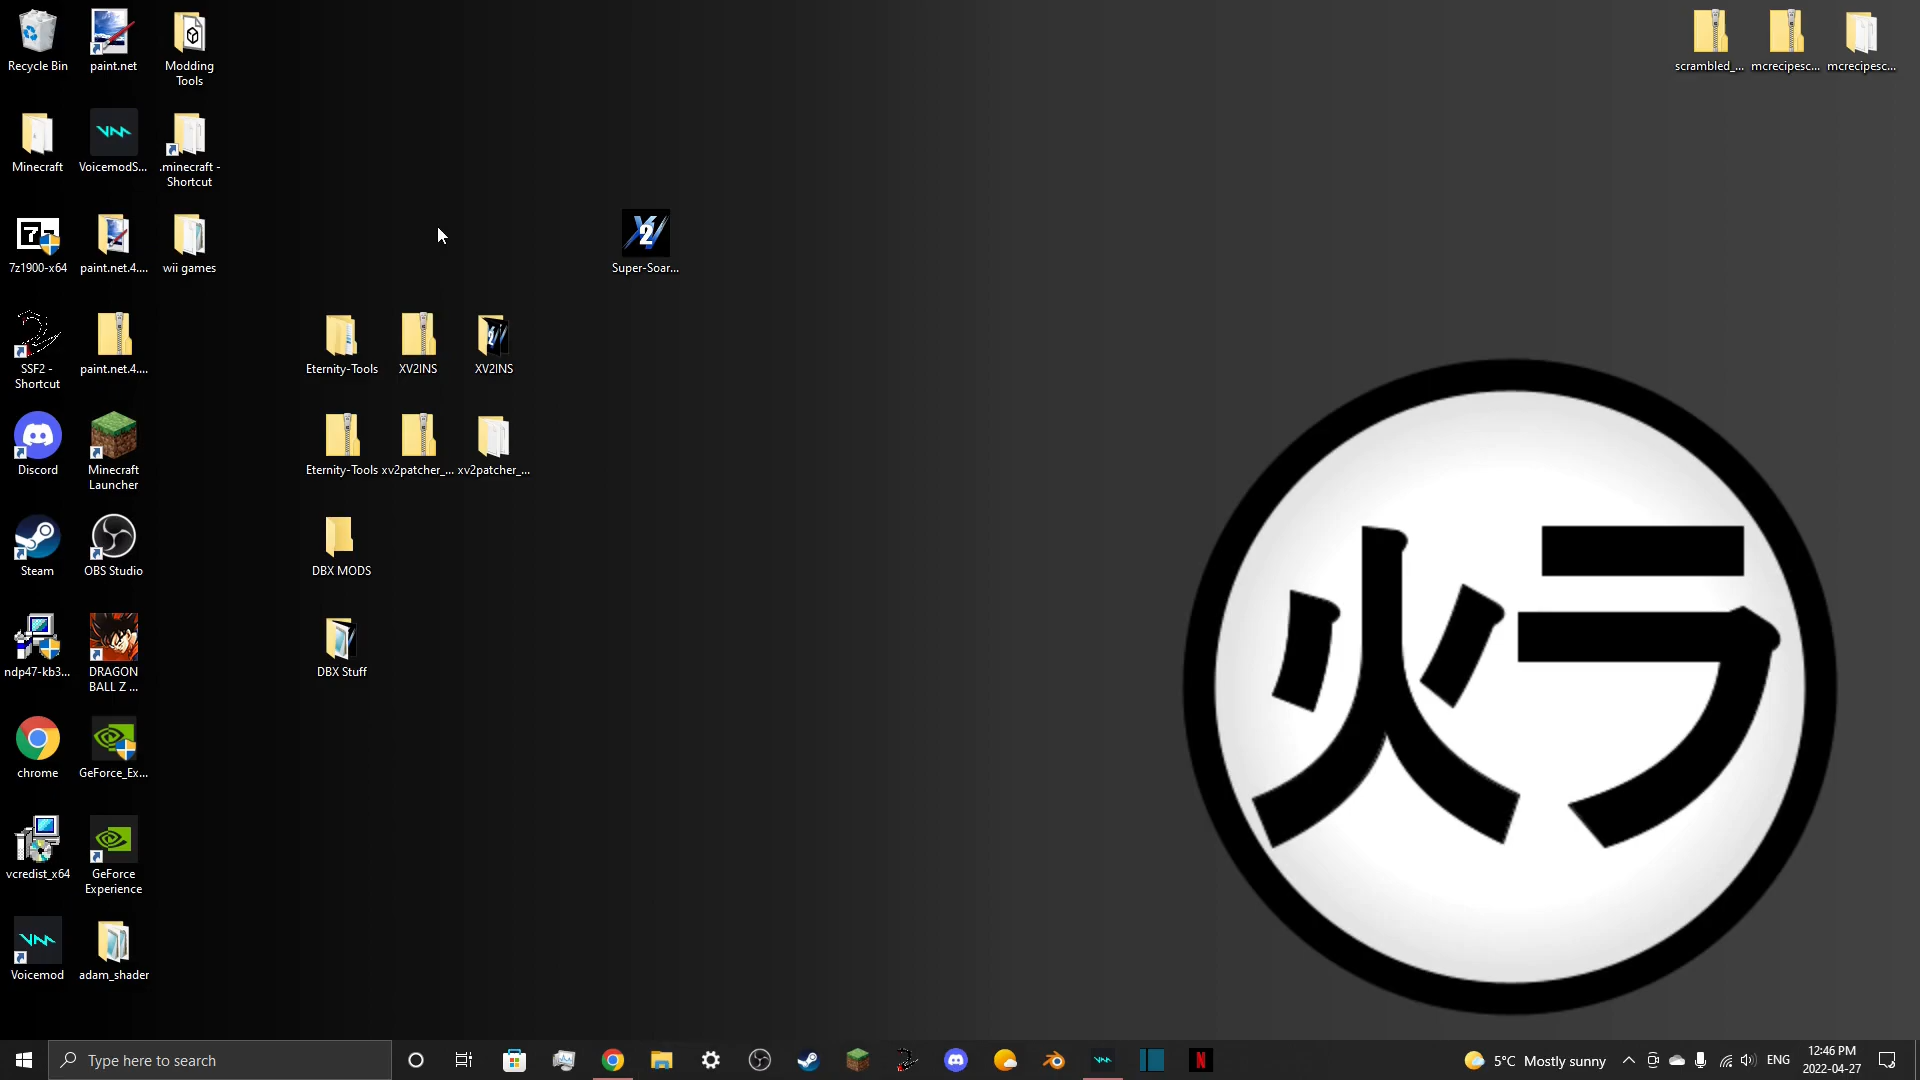 Recycle Bin
paint.net
Modding
Tools
scrambled_...
mcrecipesc...
mcrecipesc...
Minecraft
VoicemodS...
.minecraft -
Shortcut
7z1900-x64
paint.net.4....
wii games
Super-Soar...
SSF2 -
Shortcut
paint.net.4....
Eternity-Tools
XV2INS
XV2INS
Discord
Minecraft
Launcher
Eternity-Tools
xv2patcher_...
xv2patcher_...
Steam
OBS Studio
DBX MODS
ndp47-kb3...
DRAGON
BALL Z ...
DBX Stuff
chrome
GeForce_Ex...
vcredist_x64
GeForce
Experience
Voicemod
adam_shader
火ラ
Type here to search
5°C Mostly sunny
ENG
12:46 PM
2022-04-27